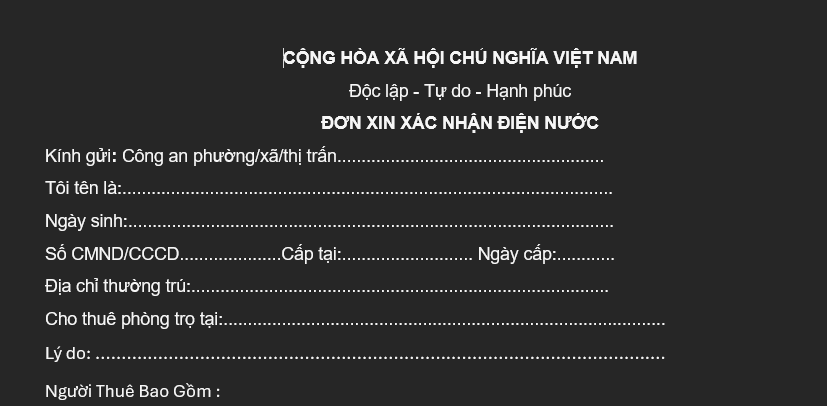 CỘNG HÒA XÃ HỘI CHỦ NGHĨA VIỆT NAM
Độc lập - Tự do - Hạnh phúc
ĐƠN XIN XÁC NHẬN ĐIỆN NƯỚC
Kính gửi: Công an phường/xã/thị trấn.......................................................
Tôi tên là:.....................................................................................................
Ngày sinh:....................................................................................................
Số CMND/CCCD.....................Cấp tại:........................... Ngày cấp:............
Địa chỉ thường trú:......................................................................................
Cho thuê phòng trọ tại:...........................................................................................
Lý do: .............................................................................................................
Người Thuê Bao Gồm :